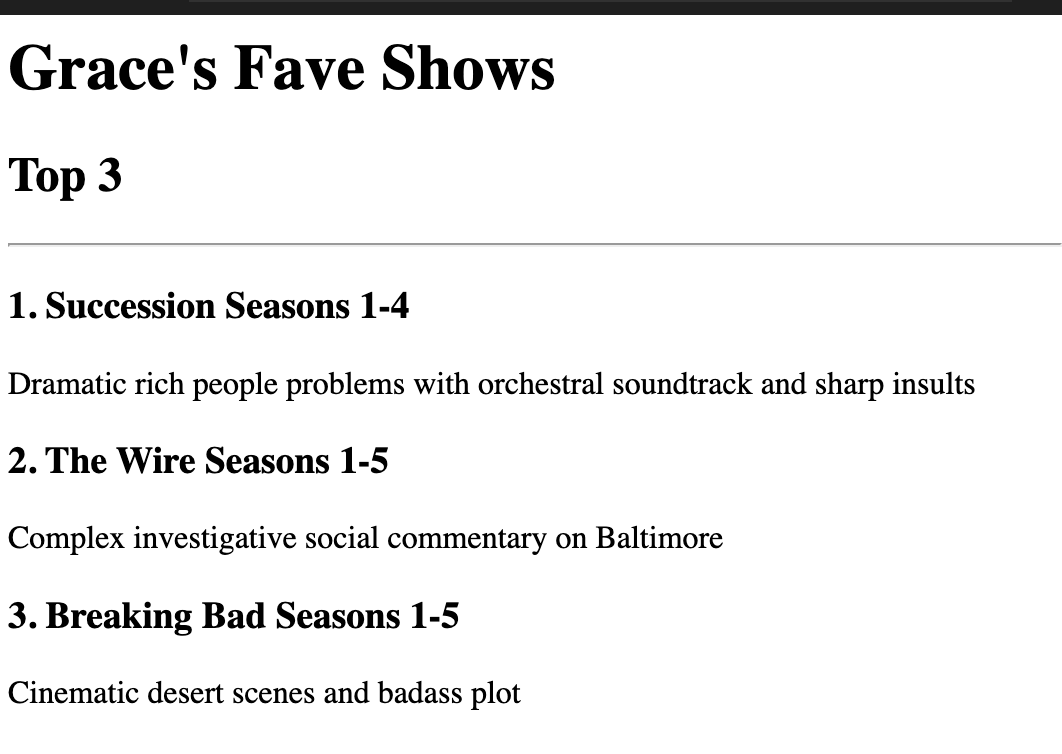 Grace's Fave Shows
Top 3
1. Succession Seasons 1-4
Dramatic rich people problems with orchestral soundtrack and sharp insults
2. The Wire Seasons 1-5
Complex investigative social commentary on Baltimore
3. Breaking Bad Seasons 1-5
Cinematic desert scenes and badass plot